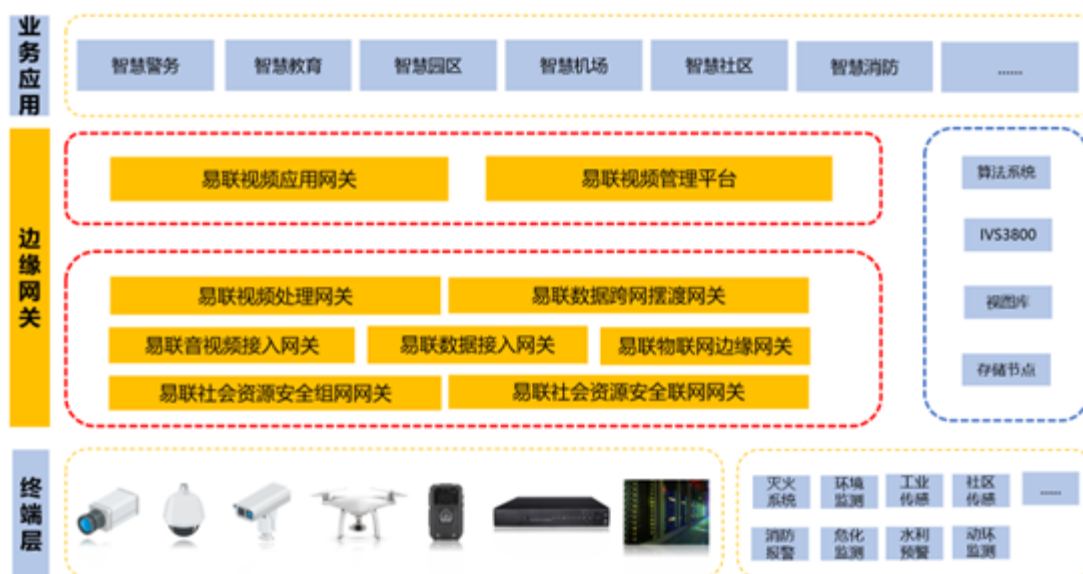 业务应用
智慧警务
智慧教育
智慧园区
智慧机场
智慧社区
智慧消防
......
边缘网关
易联视频应用网关
易联视频管理平台
易联视频处理网关
易联数据跨网摆渡网关
易联音视频接入网关
易联数据接入网关
易联物联网边缘网关
易联社会资源安全组网网关
易联社会资源安全联网网关
算法系统
IVS3800
视图库
存储节点
终端层
灭火
系统
环境
监测
工业
传感
社区
传感
......
消防
报警
危化
监测
水利
预警
动环
监测